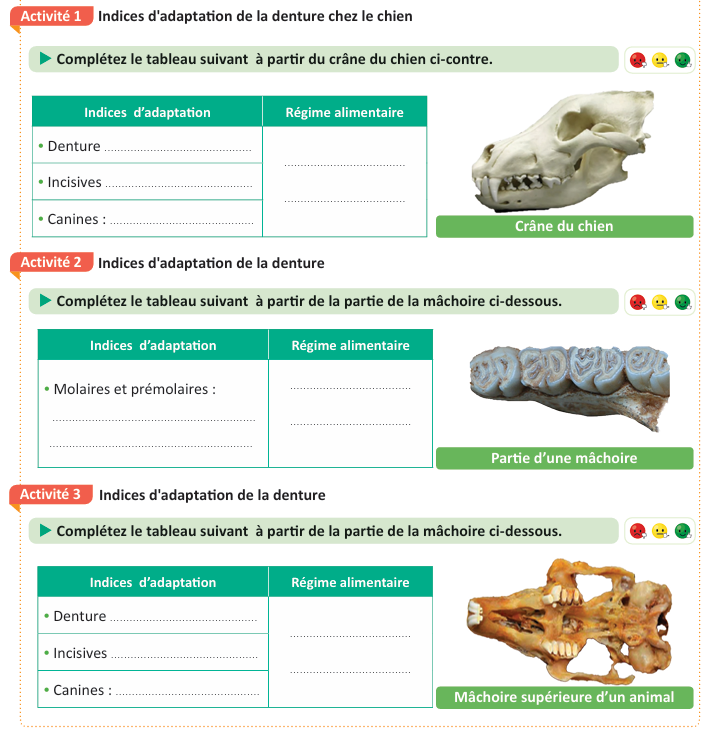 Activité 1 Indices d'adaptation de la denture chez le chien
▶ Complétez le tableau suivant à partir du crâne du chien ci-contre.
Indices d'adaptation Régime alimentaire
• Denture ............................................
• Incisives ............................................
• Canines : ............................................
............................................
............................................
Crâne du chien
Activité 2 Indices d'adaptation de la denture
▶ Complétez le tableau suivant à partir de la partie de la mâchoire ci-dessous.
Indices d'adaptation Régime alimentaire
• Molaires et prémolaires :
............................................
............................................
............................................
............................................
Partie d'une mâchoire
Activité 3 Indices d'adaptation de la denture
▶ Complétez le tableau suivant à partir de la partie de la mâchoire ci-dessous.
Indices d'adaptation Régime alimentaire
• Denture ............................................
• Incisives ............................................
• Canines : ............................................
............................................
............................................
Mâchoire supérieure d'un animal